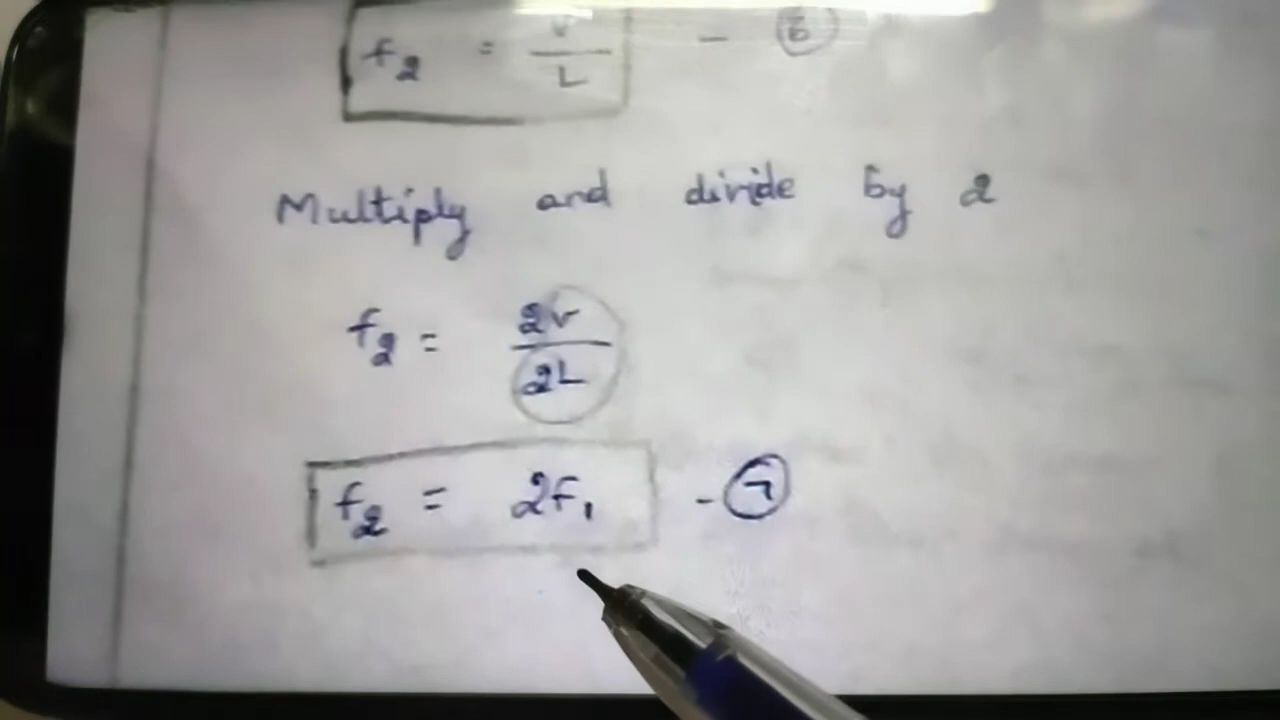 f₂ = v/L - ⑥
Multiply and divide by 2
f₂ = 2v/2L
f₂ = 2f₁ - ⑦